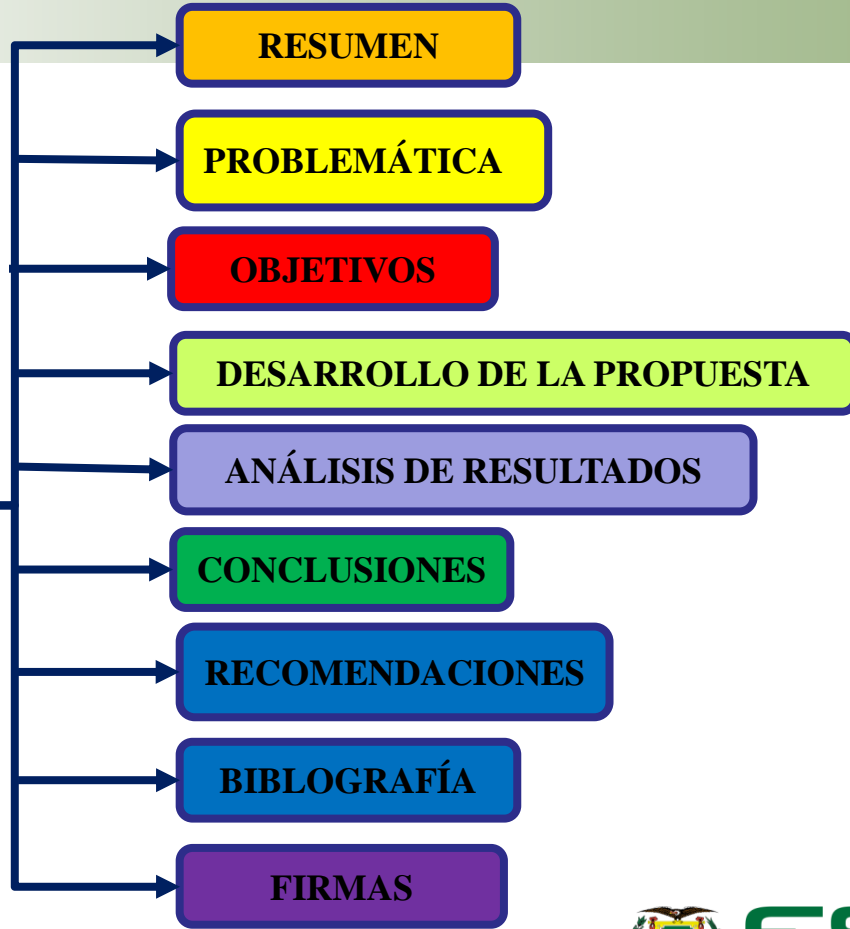 RESUMEN
PROBLEMÁTICA
OBJETIVOS
DESARROLLO DE LA PROPUESTA
ANÁLISIS DE RESULTADOS
CONCLUSIONES
RECOMENDACIONES
BIBLOGRAFÍA
FIRMAS